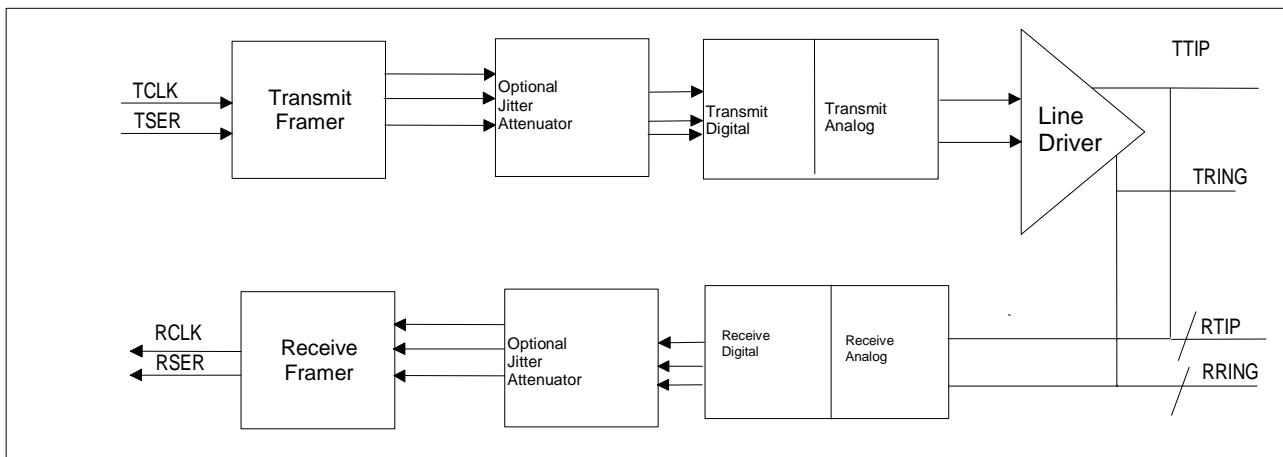 TTIP
TCLK
TSER
Transmit
Framer
Optional
Jitter
Attenuator
Transmit
Digital
Transmit
Analog
Line
Driver
TRING
RCLK
RSER
Receive
Framer
Optional
Jitter
Attenuator
Receive
Digital
Receive
Analog
RTIP
RRING